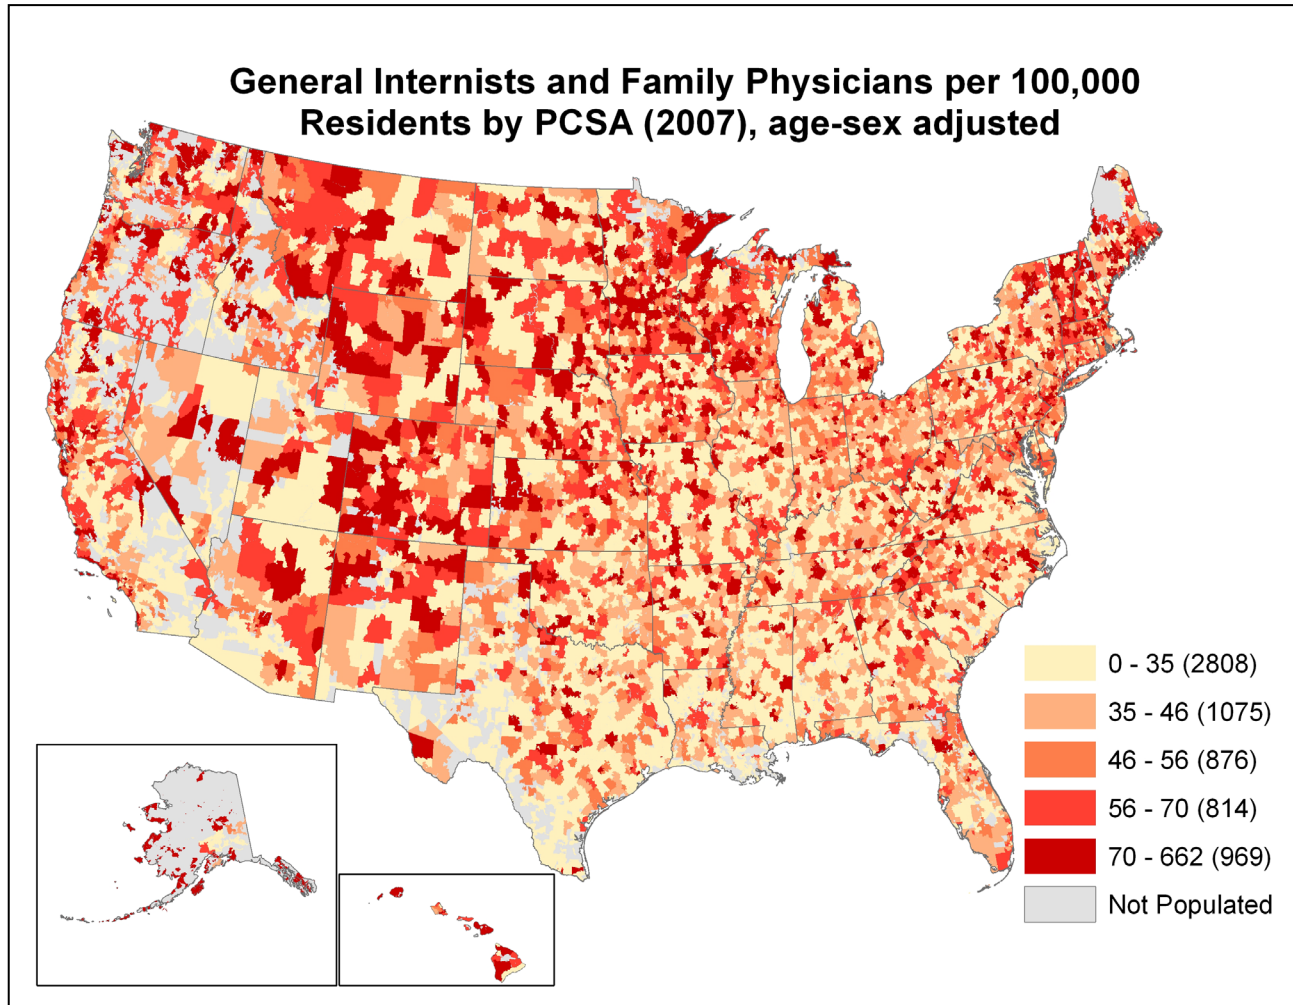 General Internists and Family Physicians per 100,000
Residents by PCSA (2007), age-sex adjusted
0 - 35 (2808)
35 - 46 (1075)
46 - 56 (876)
56 - 70 (814)
70 - 662 (969)
Not Populated